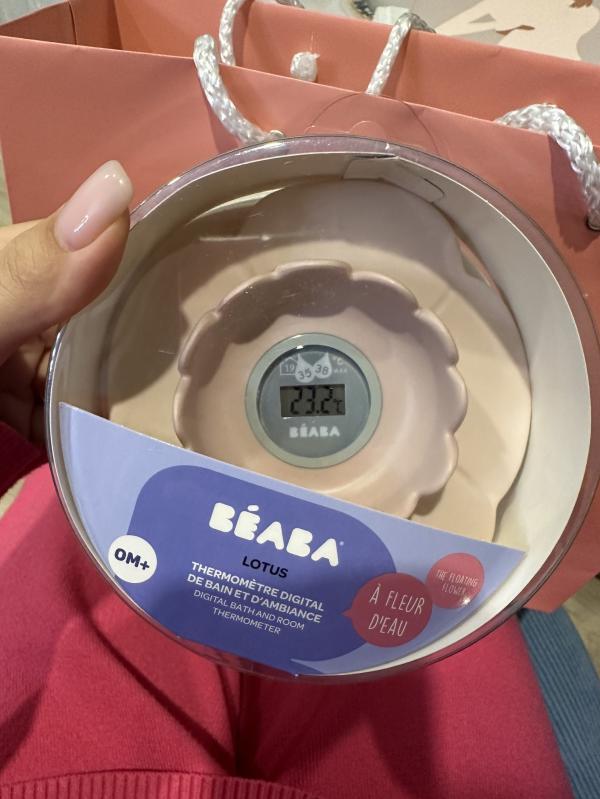 19 35 38 °C
MAX
23.2°C
BÉABA
BÉABA®
LOTUS
THERMOMÈTRE DIGITAL
DE BAIN ET D'AMBIANCE
DIGITAL BATH AND ROOM
THERMOMETER
0M+
À FLEUR
D'EAU
THE FLOATING
FLOWER